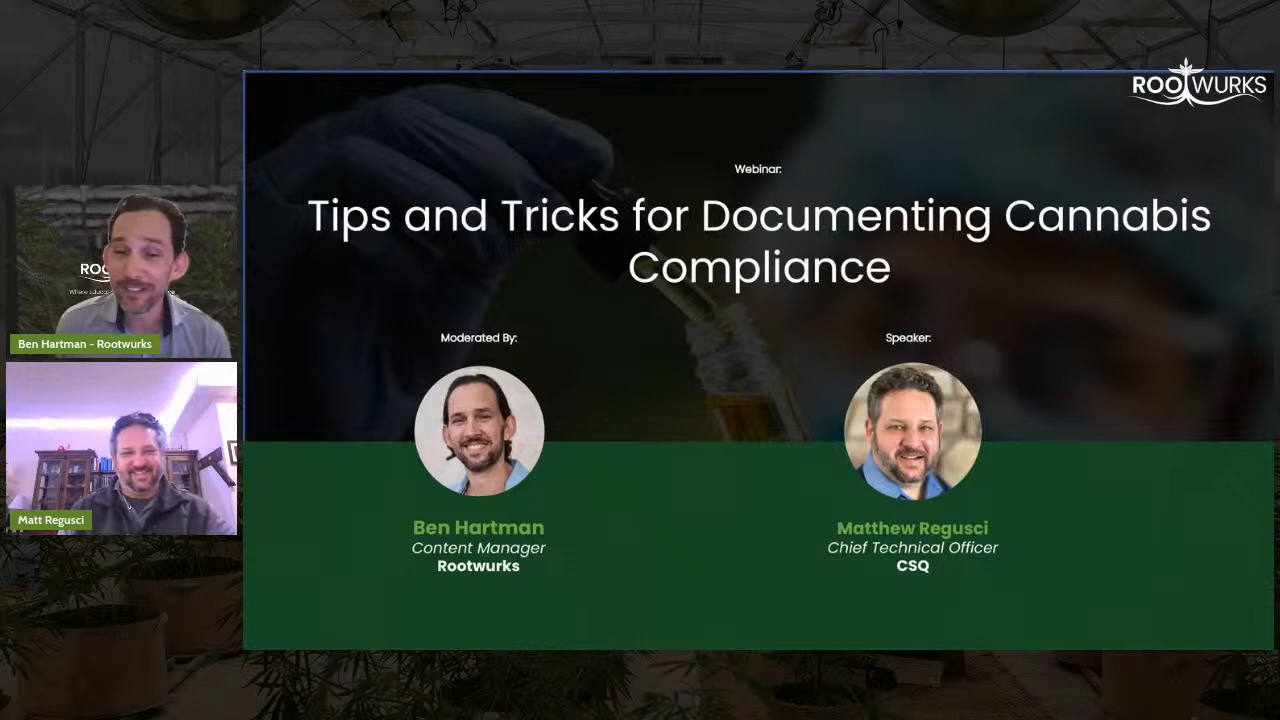 ROOTWURKS
Webinar:
Tips and Tricks for Documenting Cannabis
Compliance
Moderated By:
Speaker:
ROO
Ben Hartman - Rootwurks
Matt Regusci
Ben Hartman
Content Manager
Rootwurks
Matthew Regusci
Chief Technical Officer
CSQ